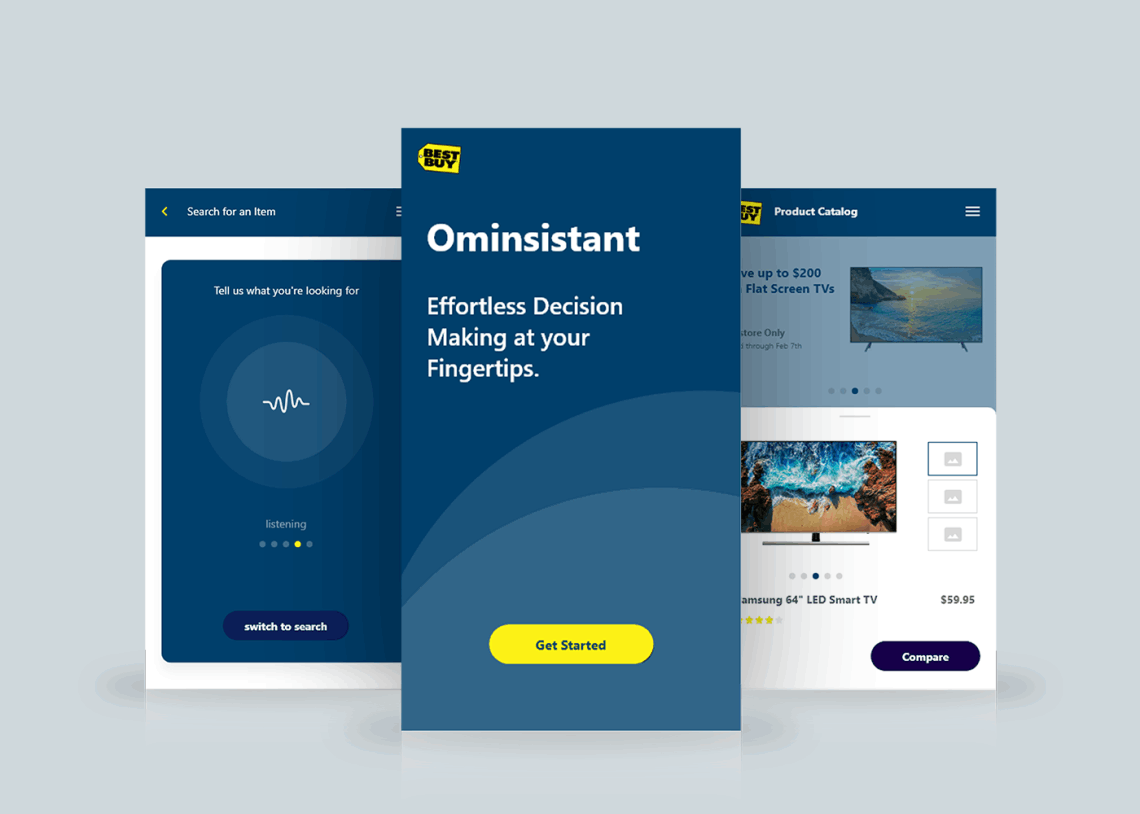 Search for an Item
Tell us what you're looking for
listening
switch to search
BEST
BUY
Ominsistant
Effortless Decision
Making at your
Fingertips.
Get Started
Product Catalog
ve up to $200
Flat Screen TVs
store Only
through Feb 7th
amsung 64" LED Smart TV
$59.95
Compare